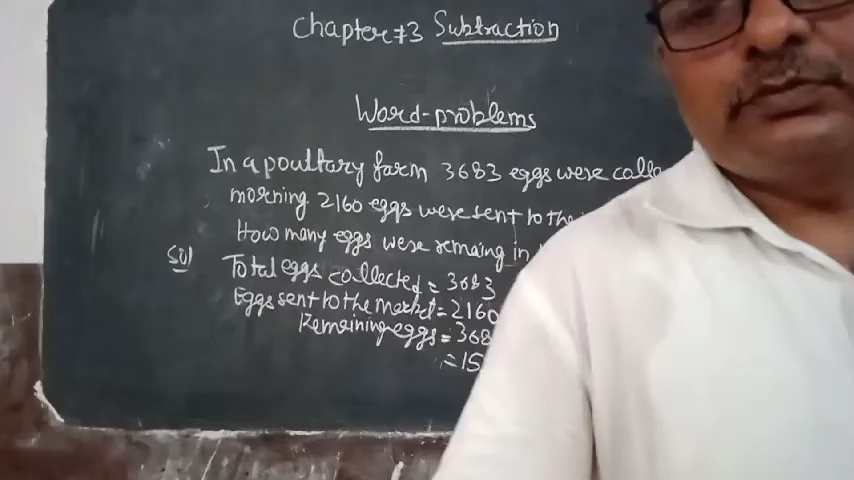 Chapter #3 Subtraction
Word-problems
In a poultary farm 3683 eggs were colle
morning 2160 eggs were sent to the
How many eggs were remaing in
Sol
Total eggs collected = 3683
Eggs sent to the market = 2160
Remaining eggs = 368
= 15